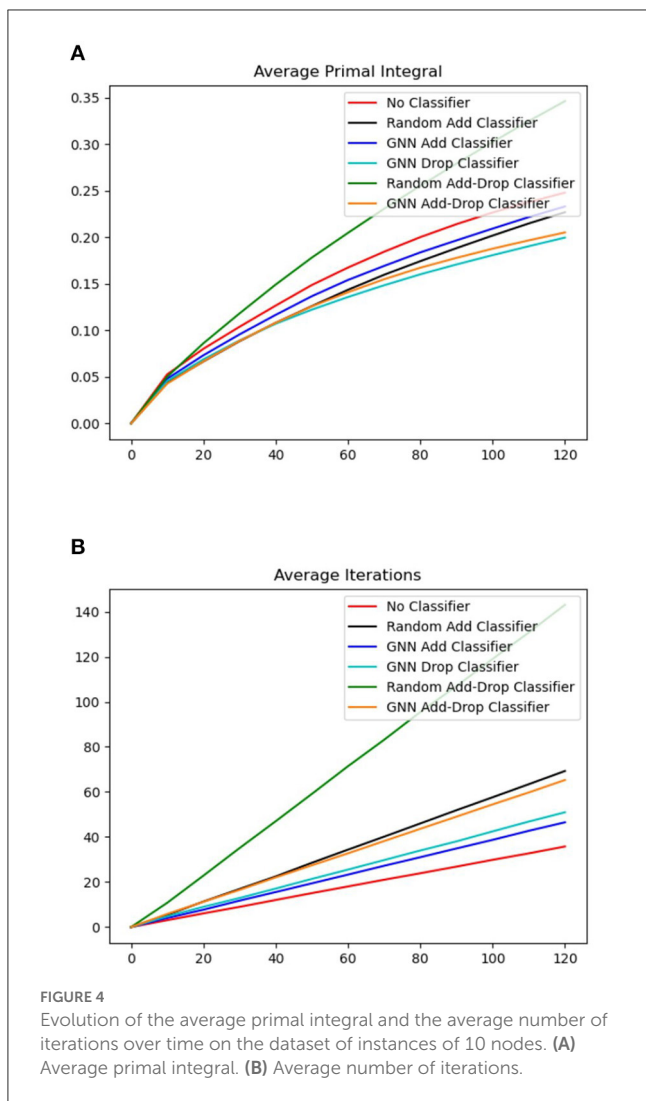 A
Average Primal Integral
0.35
0.30
0.25
0.20
0.15
0.10
0.05
0.00
No Classifier
Random Add Classifier
GNN Add Classifier
GNN Drop Classifier
Random Add-Drop Classifier
GNN Add-Drop Classifier
0 20 40 60 80 100 120
B
Average Iterations
140
120
100
80
60
40
20
0
No Classifier
Random Add Classifier
GNN Add Classifier
GNN Drop Classifier
Random Add-Drop Classifier
GNN Add-Drop Classifier
0 20 40 60 80 100 120
FIGURE 4
Evolution of the average primal integral and the average number of
iterations over time on the dataset of instances of 10 nodes. (A)
Average primal integral. (B) Average number of iterations.